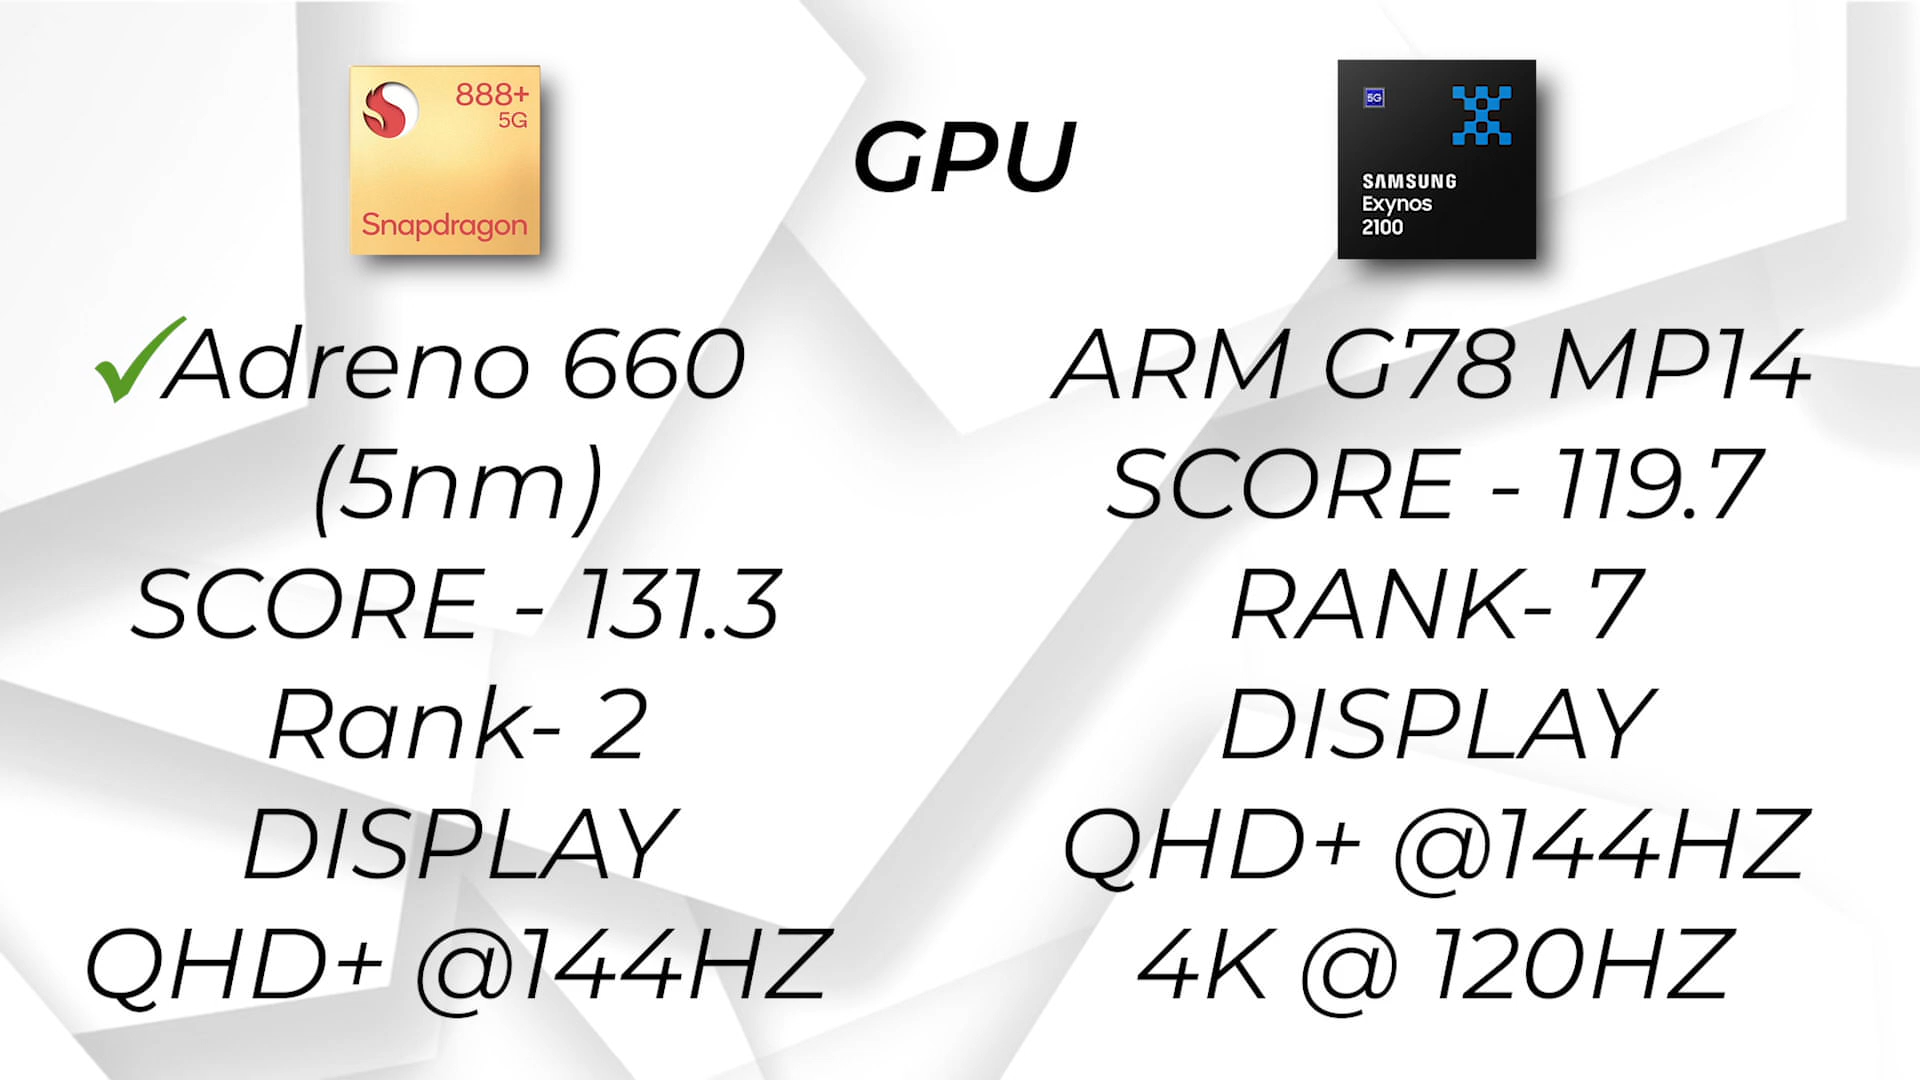 888+
5G
Snapdragon
GPU
5G
SAMSUNG
Exynos
2100
Adreno 660
(5nm)
SCORE - 131.3
Rank- 2
DISPLAY
QHD+ @144HZ
ARM G78 MP14
SCORE - 119.7
RANK- 7
DISPLAY
QHD+ @144HZ
4K @ 120HZ